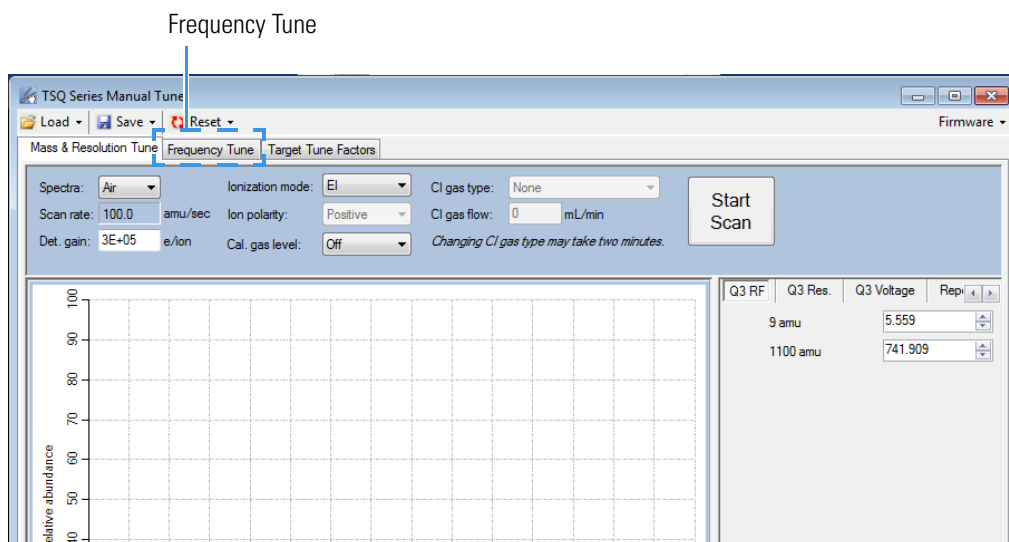 Frequency Tune
TSQ Series Manual Tune
Load Save Reset Firmware
Mass & Resolution Tune Frequency Tune Target Tune Factors
Spectra: Air Ionization mode: EI CI gas type: None
Scan rate: 100.0 amu/sec Ion polarity: Positive CI gas flow: 0 mL/min
Det. gain: 3E+05 e/ion Cal. gas level: Off Changing CI gas type may take two minutes.
Start
Scan
Q3 RF Q3 Res. Q3 Voltage
9 amu 5.559
1100 amu 741.909
100
90
80
70
60
50
40
abundance